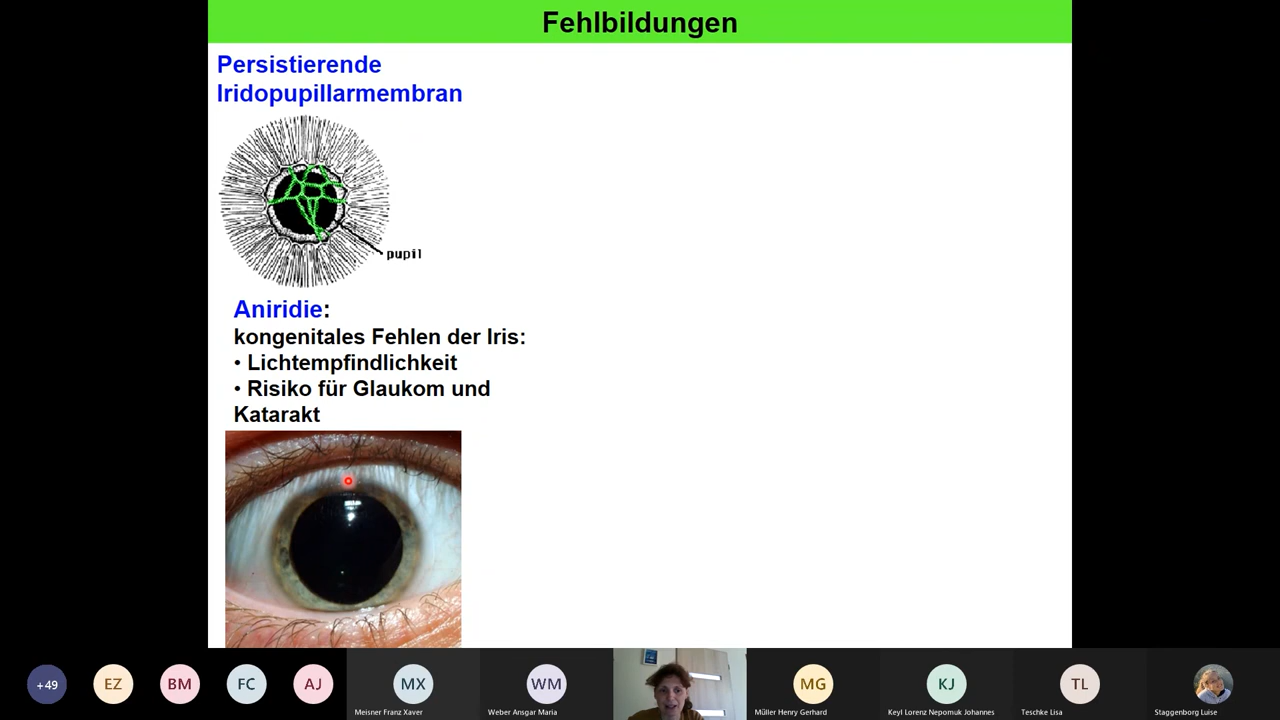 Fehlbildungen
Persistierende
Iridopupillarmembran
pupil
Aniridie:
kongenitales Fehlen der Iris:
• Lichtempfindlichkeit
• Risiko für Glaukom und
Katarakt
+49
EZ
BM
FC
AJ
MX
WM
MG
KJ
TL
Meisner Franz Xaver
Weber Ansgar Maria
Müller Henry Gerhard
Keyl Lorenz Nepomuk Johannes
Teschke Lisa
Staggenborg Luise